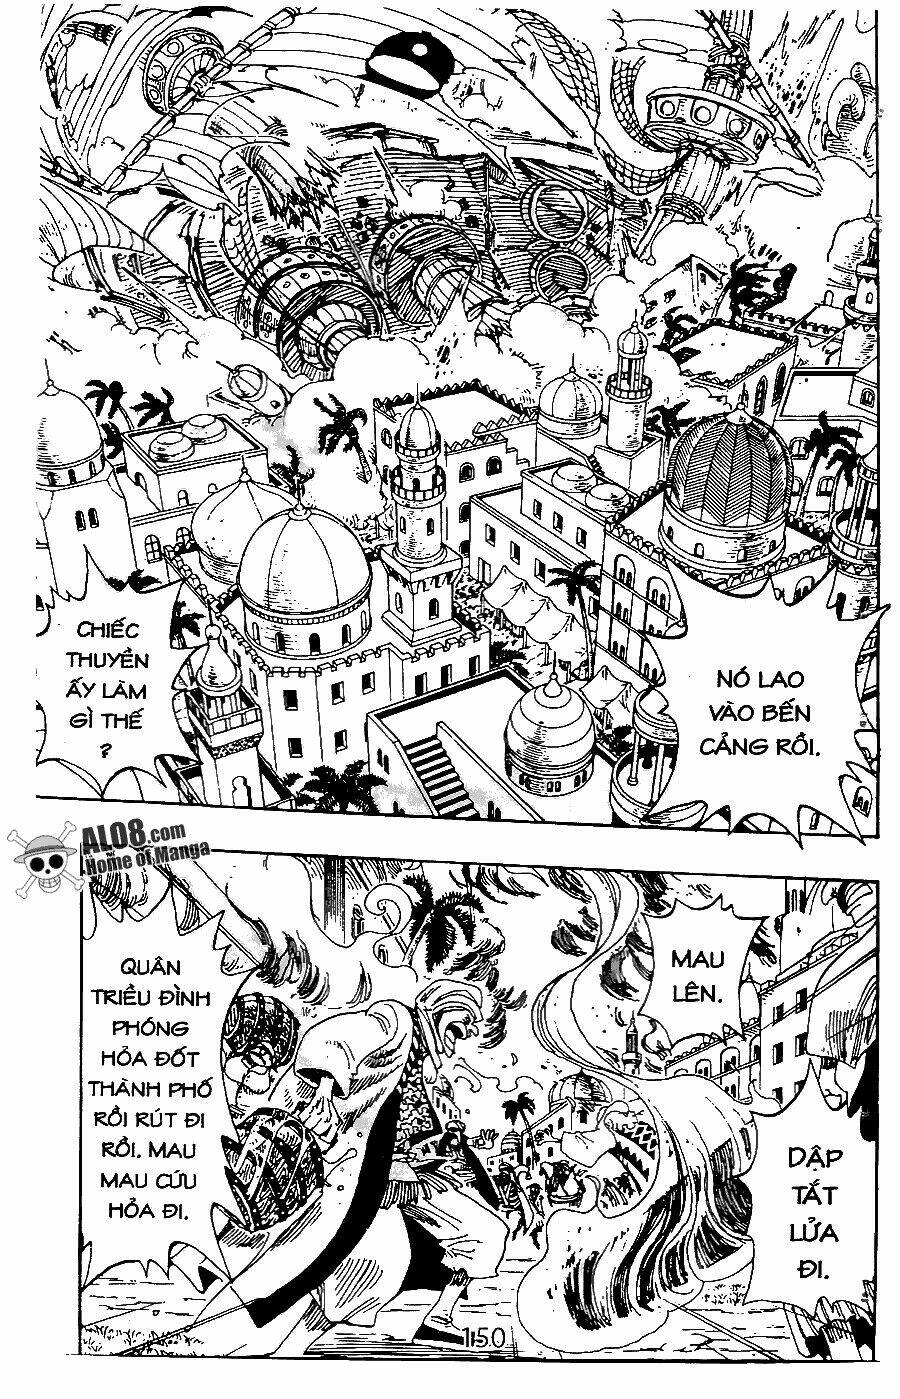 NÓ LAO
VÀO BẾN
CẢNG RỒI.
CHIẾC
THUYỀN
ẤY LÀM
GÌ THẾ
?
ALO8.com
Home of Manga
MAU
LÊN.
DẬP
TẮT
LỬA
ĐI.
QUÂN
TRIỀU ĐÌNH
PHÓNG
HỎA ĐỐT
THÀNH PHỐ
RỒI RÚT ĐI
RỒI. MAU
MAU CỨU
HỎA ĐI.
150